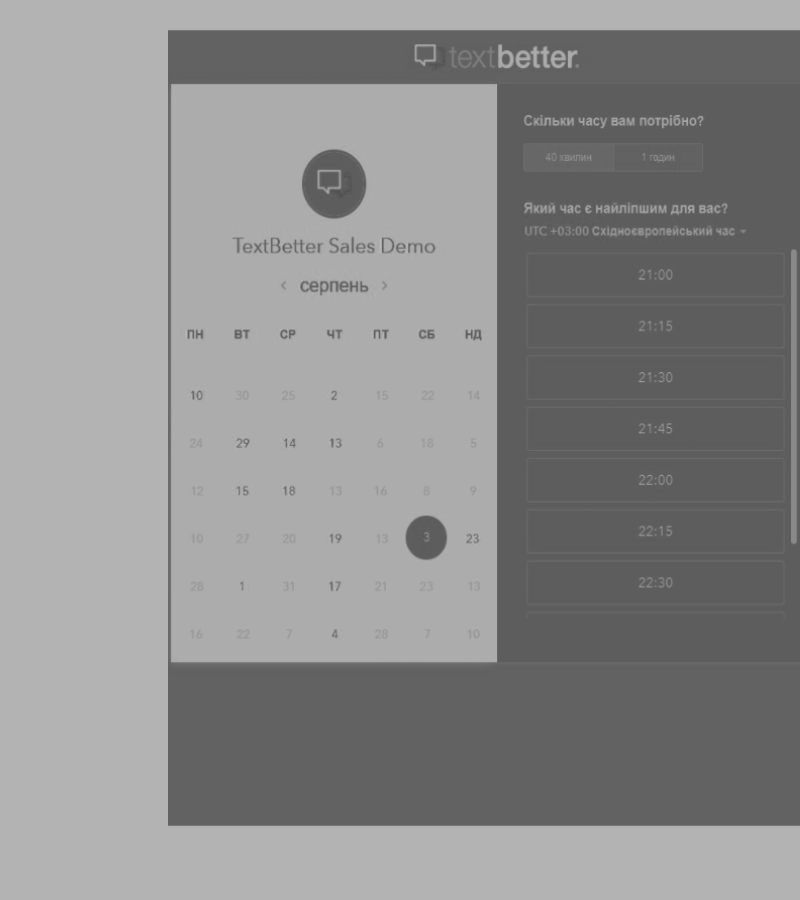 textbetter.
TextBetter Sales Demo
‹ серпень ›
ПН ВТ СР ЧТ ПТ СБ НД
10 30 25 2 15 22 14
24 29 14 13 6 18 5
12 15 18 13 16 8 9
10 27 20 19 13 3 23
28 1 31 17 21 23 13
16 22 7 4 28 7 10
Скільки часу вам потрібно?
40 хвилин 1 годин
Який час є найліпшим для вас?
UTC +03:00 Східноєвропейський час
21:00
21:15
21:30
21:45
22:00
22:15
22:30